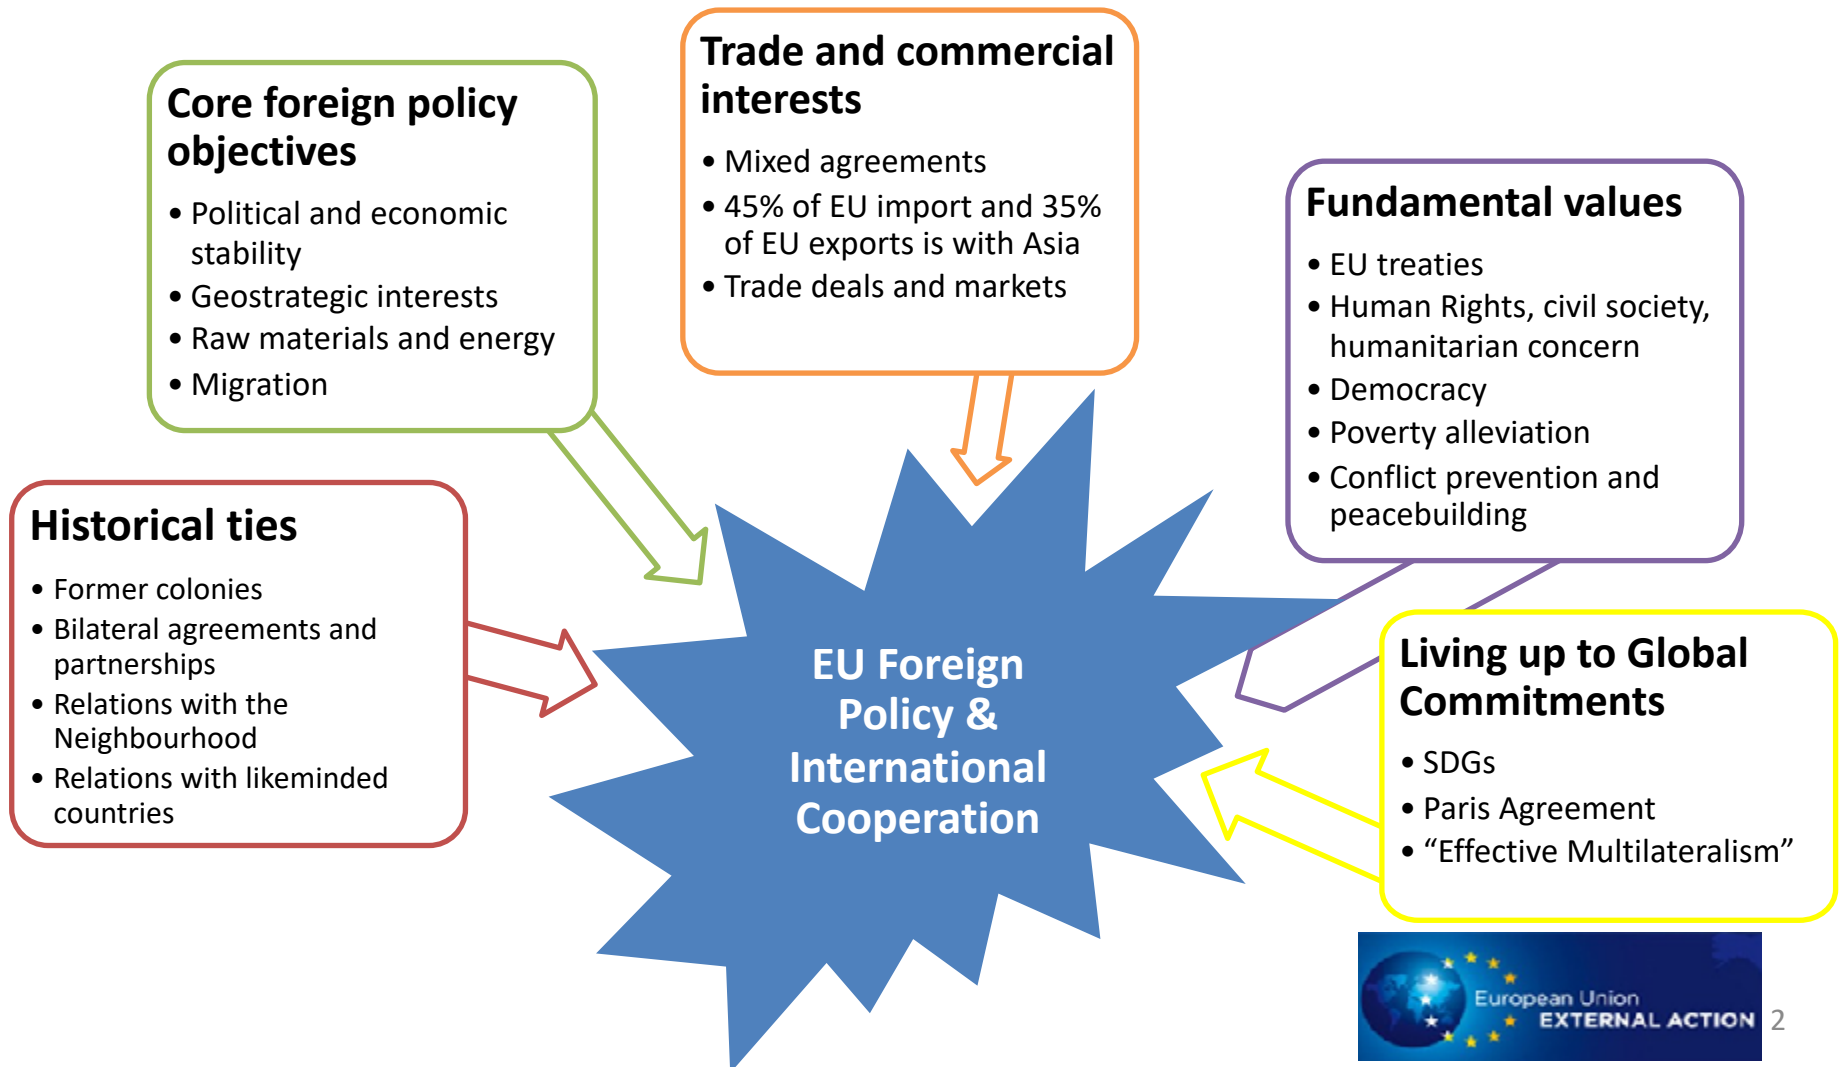 Trade and commercial
interests
• Mixed agreements
• 45% of EU import and 35%
of EU exports is with Asia
• Trade deals and markets
Core foreign policy
objectives
• Political and economic
stability
• Geostrategic interests
• Raw materials and energy
• Migration
Fundamental values
• EU treaties
• Human Rights, civil society,
humanitarian concern
• Democracy
• Poverty alleviation
• Conflict prevention and
peacebuilding
Historical ties
• Former colonies
• Bilateral agreements and
partnerships
• Relations with the
Neighbourhood
• Relations with likeminded
countries
EU Foreign
Policy &
International
Cooperation
Living up to Global
Commitments
• SDGs
• Paris Agreement
• “Effective Multilateralism”
European Union
EXTERNAL ACTION
2